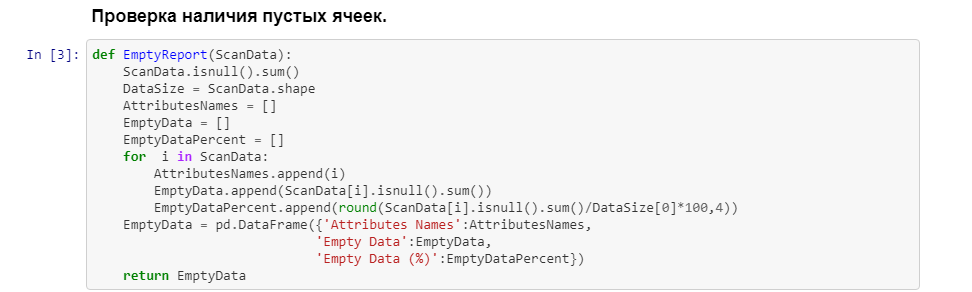 Проверка наличия пустых ячеек.
In [3]: def EmptyReport(ScanData):
    ScanData.isnull().sum()
    DataSize = ScanData.shape
    AttributesNames = []
    EmptyData = []
    EmptyDataPercent = []
    for  i in ScanData:
        AttributesNames.append(i)
        EmptyData.append(ScanData[i].isnull().sum())
        EmptyDataPercent.append(round(ScanData[i].isnull().sum()/DataSize[0]*100,4))
    EmptyData = pd.DataFrame({'Attributes Names':AttributesNames,
                             'Empty Data':EmptyData,
                             'Empty Data (%)':EmptyDataPercent})
    return EmptyData